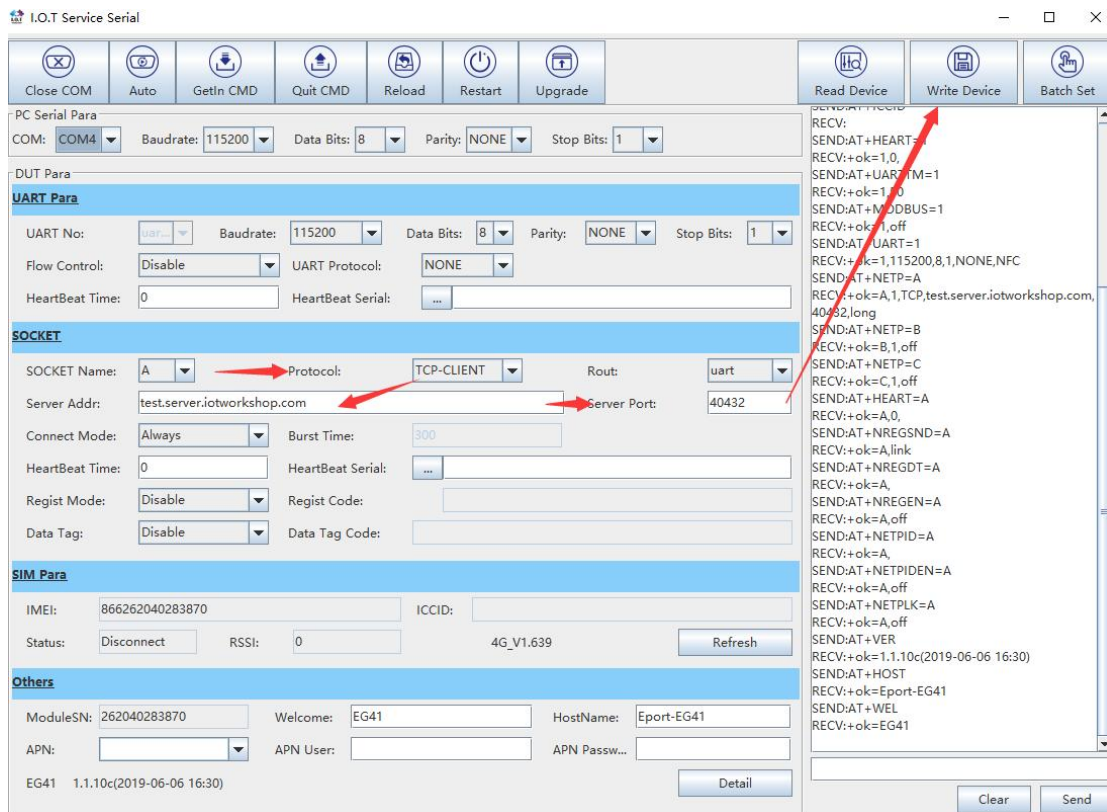 I.O.T Service Serial
Close COM Auto GetIn CMD Quit CMD Reload Restart Upgrade Read Device Write Device Batch Set
PC Serial Para
COM: COM4 Baudrate: 115200 Data Bits: 8 Parity: NONE Stop Bits: 1
DUT Para
UART Para
UART No: uar... Baudrate: 115200 Data Bits: 8 Parity: NONE Stop Bits: 1
Flow Control: Disable UART Protocol: NONE
HeartBeat Time: 0 HeartBeat Serial: ...
SOCKET
SOCKET Name: A Protocol: TCP-CLIENT Rout: uart
Server Addr: test.server.iotworkshop.com Server Port: 40432
Connect Mode: Always Burst Time: 300
HeartBeat Time: 0 HeartBeat Serial: ...
Regist Mode: Disable Regist Code:
Data Tag: Disable Data Tag Code:
SIM Para
IMEI: 866262040283870 ICCID:
Status: Disconnect RSSI: 0 4G_V1.639 Refresh
Others
ModuleSN: 262040283870 Welcome: EG41 HostName: Eport-EG41
APN: APN User: APN Passw...
EG41 1.1.10c(2019-06-06 16:30) Detail
SEND:AT+ICCID
RECV:
SEND:AT+HEART=
RECV:+ok=1,0,
SEND:AT+UARTTM=1
RECV:+ok=1,
SEND:AT+MODBUS=1
RECV:+ok=1,off
SEND:AT+UART=1
RECV:+ok=1,115200,8,1,NONE,NFC
SEND:AT+NETP=A
RECV:+ok=A,1,TCP,test.server.iotworkshop.com,
40432,long
SEND:AT+NETP=B
RECV:+ok=B,1,off
SEND:AT+NETP=C
RECV:+ok=C,1,off
SEND:AT+HEART=A
RECV:+ok=A,0,
SEND:AT+NREGSND=A
RECV:+ok=A,link
SEND:AT+NREGDT=A
RECV:+ok=A,
SEND:AT+NREGEN=A
RECV:+ok=A,off
SEND:AT+NETPID=A
RECV:+ok=A,
SEND:AT+NETPIDEN=A
RECV:+ok=A,off
SEND:AT+NETPLK=A
RECV:+ok=A,off
SEND:AT+VER
RECV:+ok=1.1.10c(2019-06-06 16:30)
SEND:AT+HOST
RECV:+ok=Eport-EG41
SEND:AT+WEL
RECV:+ok=EG41
Clear Send